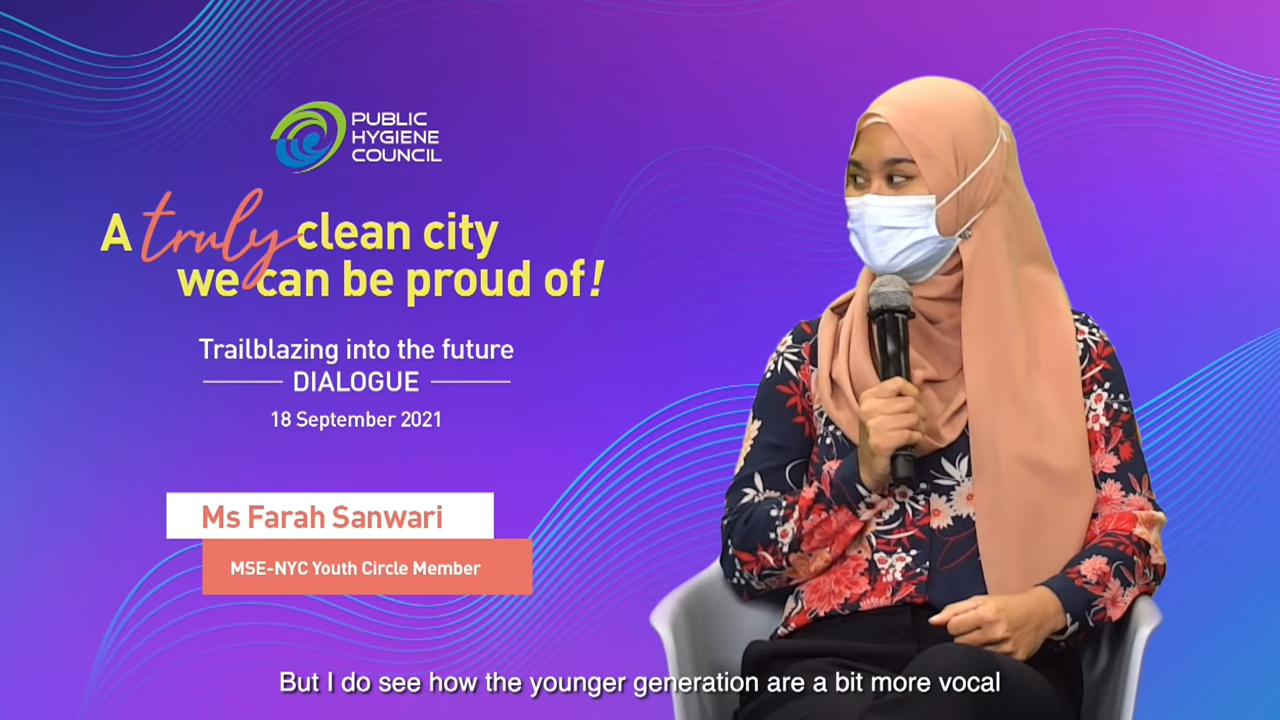 PUBLIC
HYGIENE
COUNCIL
A truly clean city
we can be proud of!
Trailblazing into the future
DIALOGUE
18 September 2021
Ms Farah Sanwari
MSE-NYC Youth Circle Member
But I do see how the younger generation are a bit more vocal